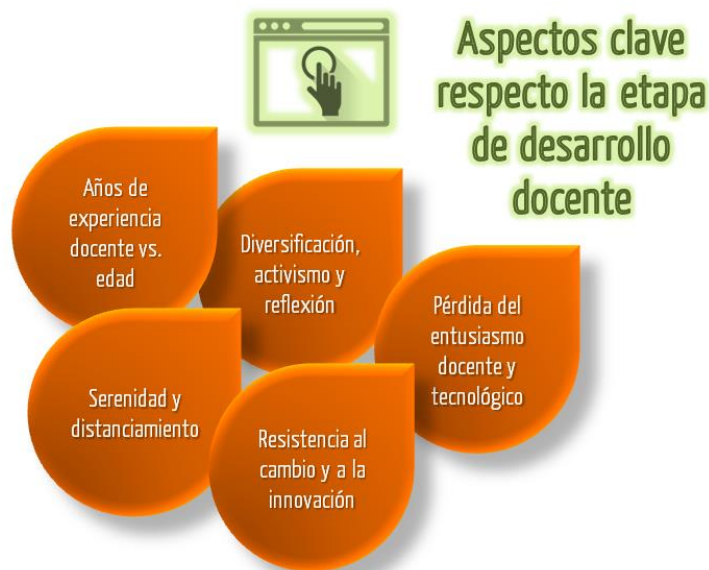 Aspectos clave
respecto la etapa
de desarrollo
docente
Años de
experiencia
docente vs.
edad
Diversificación,
activismo y
reflexión
Pérdida del
entusiasmo
docente y
tecnológico
Serenidad y
distanciamiento
Resistencia al
cambio y a la
innovación